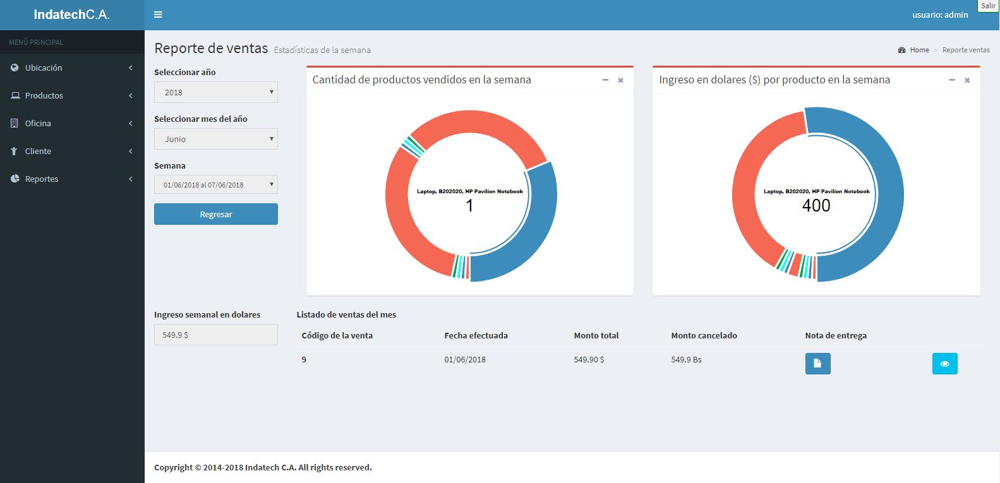 IndatechC.A.
usuario: admin
Salir
MENÚ PRINCIPAL
Ubicación
Productos
Oficina
Cliente
Reportes
Reporte de ventas Estadísticas de la semana
Home > Reporte ventas
Seleccionar año
2018
Seleccionar mes del año
Junio
Semana
01/06/2018 al 07/06/2018
Regresar
Cantidad de productos vendidos en la semana
Laptop, B202020, HP Pavilion Notebook
1
Ingreso en dolares ($) por producto en la semana
Laptop, B202020, HP Pavilion Notebook
400
Ingreso semanal en dolares
549.9 $
Listado de ventas del mes
Código de la venta Fecha efectuada Monto total Monto cancelado Nota de entrega
9 01/06/2018 549.90 $ 549.9 Bs
Copyright © 2014-2018 Indatech C.A. All rights reserved.